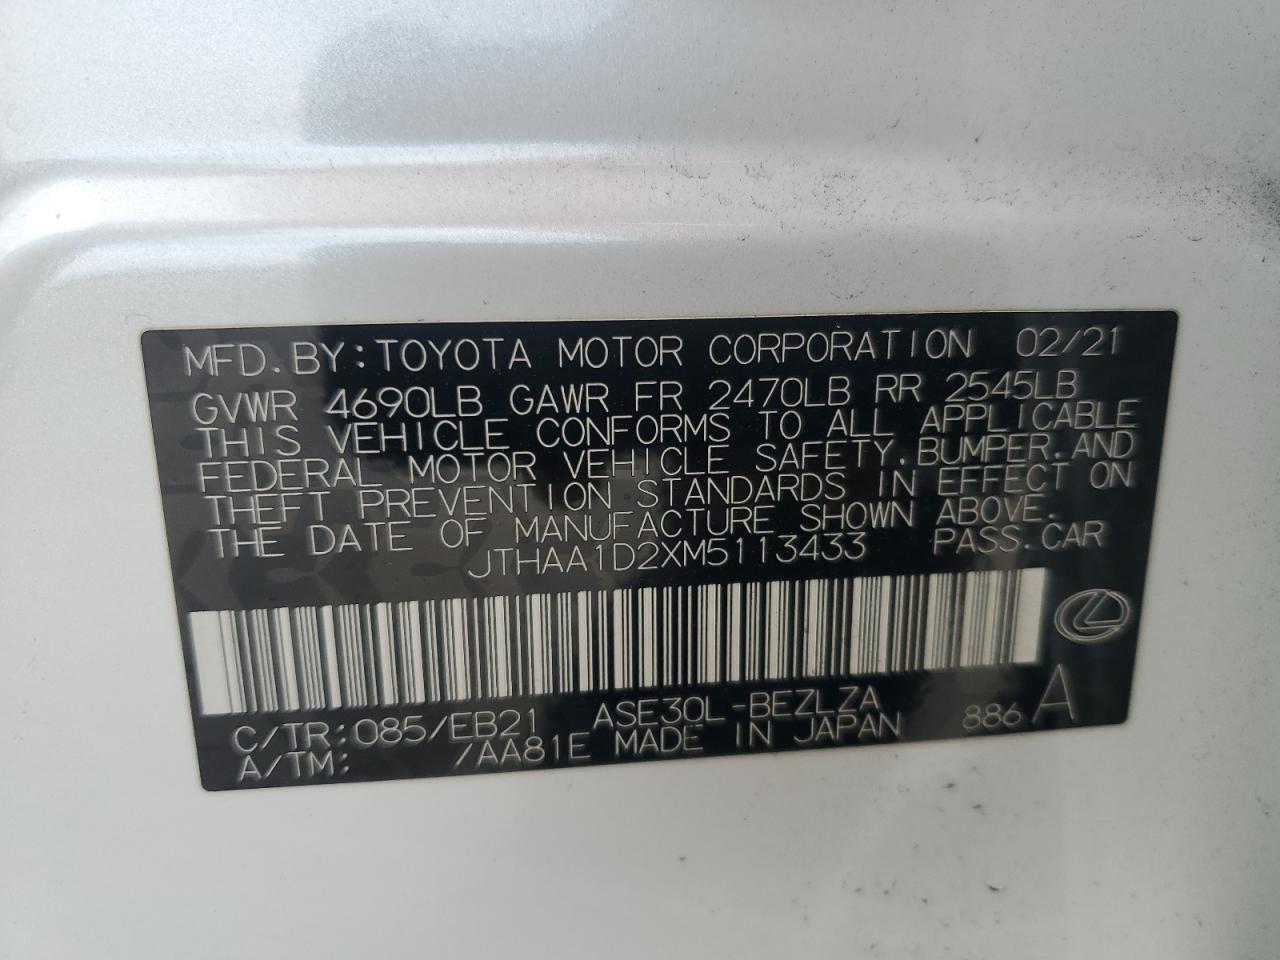 MFD.BY:TOYOTA MOTOR CORPORATION 02/21
GVWR 4690LB GAWR FR 2470LB RR 2545LB
THIS VEHICLE CONFORMS TO ALL APPLICABLE
FEDERAL MOTOR VEHICLE SAFETY,BUMPER,AND
THEFT PREVENTION STANDARDS IN EFFECT ON
THE DATE OF MANUFACTURE SHOWN ABOVE.
JTHAA1D2XM5113433 PASS.CAR
C/TR:085/EB21 ASE30L-BEZLZA
A/TM: /AA81E MADE IN JAPAN 886 A